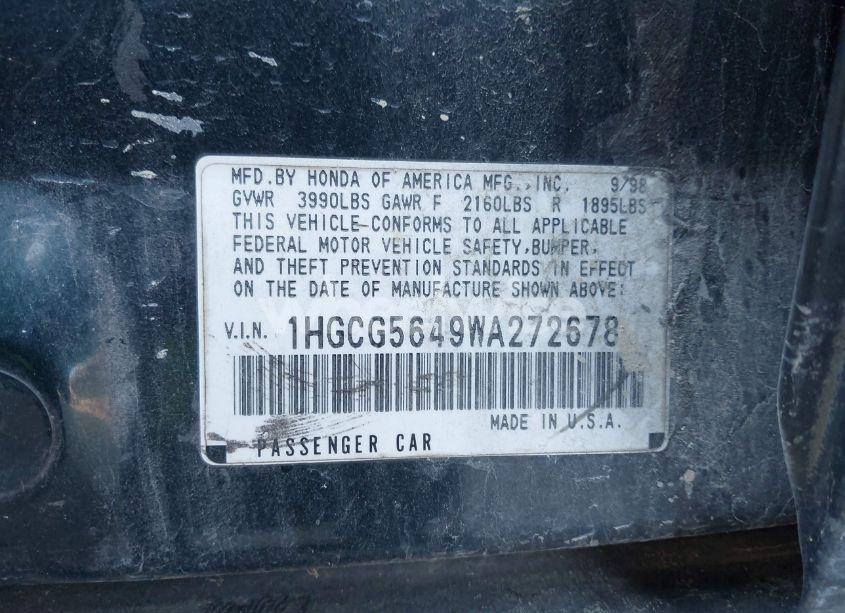 MFD.BY HONDA OF AMERICA MFG., INC. 9/98
GVWR 3990LBS GAWR F 2160LBS R 1895LBS
THIS VEHICLE CONFORMS TO ALL APPLICABLE
FEDERAL MOTOR VEHICLE SAFETY,BUMPER,
AND THEFT PREVENTION STANDARDS IN EFFECT
ON THE DATE OF MANUFACTURE SHOWN ABOVE:
V.I.N. 1HGCG5649WA272678
MADE IN U.S.A.
PASSENGER CAR